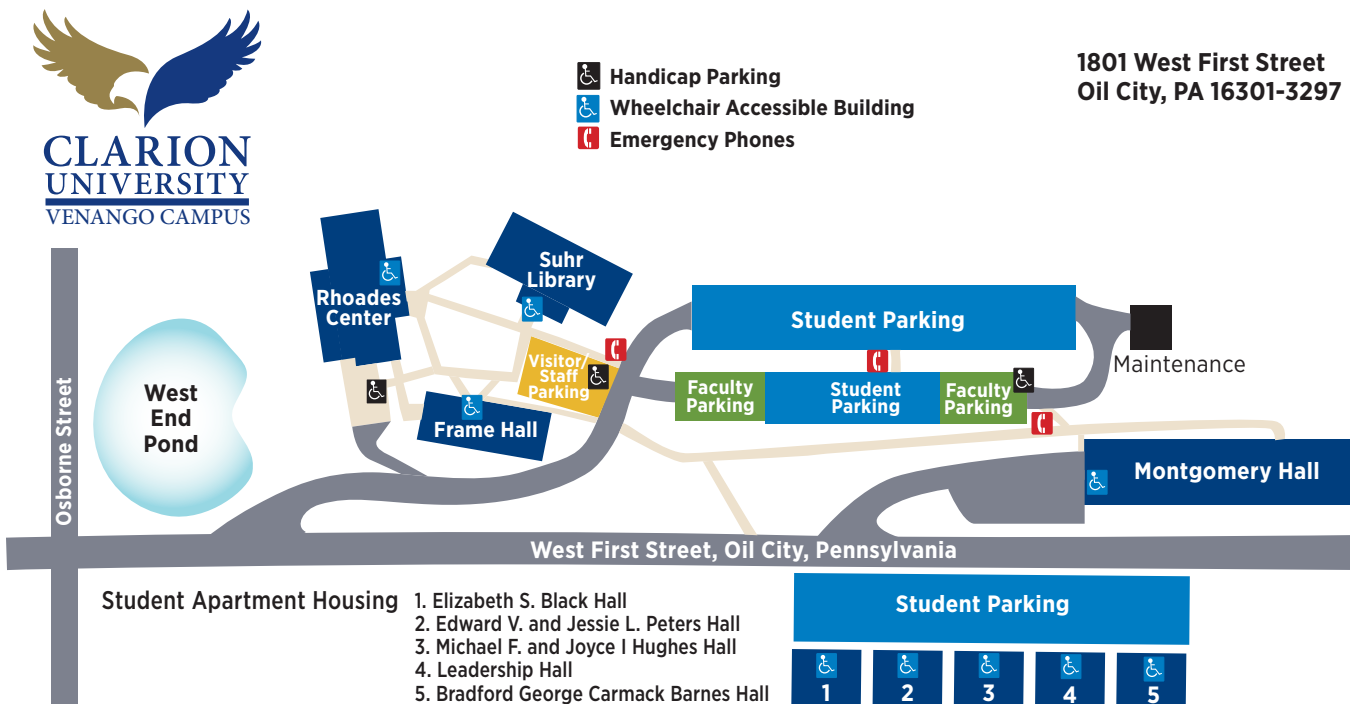 CLARION
UNIVERSITY
VENANGO CAMPUS
Handicap Parking
Wheelchair Accessible Building
Emergency Phones
1801 West First Street
Oil City, PA 16301-3297
Osborne Street
West
End
Pond
Rhoades
Center
Suhr
Library
Visitor/
Staff
Parking
Frame Hall
Student Parking
Faculty
Parking
Student
Parking
Faculty
Parking
Maintenance
Montgomery Hall
West First Street, Oil City, Pennsylvania
Student Apartment Housing
1. Elizabeth S. Black Hall
2. Edward V. and Jessie L. Peters Hall
3. Michael F. and Joyce I Hughes Hall
4. Leadership Hall
5. Bradford George Carmack Barnes Hall
Student Parking
1
2
3
4
5